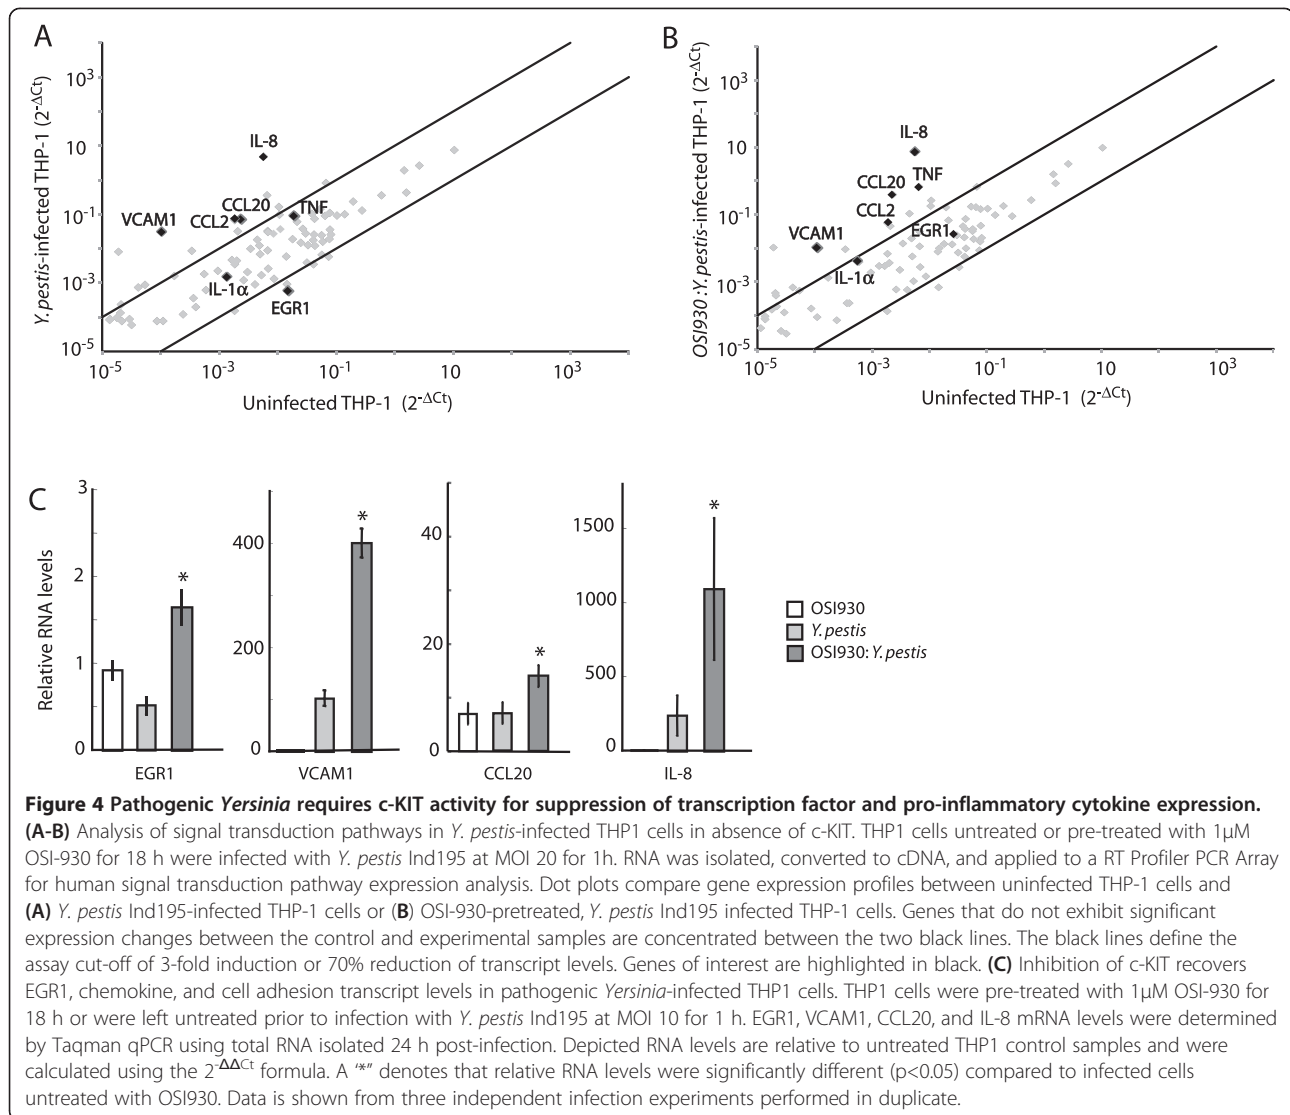 A
B
Y.pestis-infected THP-1 (2-ΔCt)
10³
10
10-1
10-3
10-5
IL-8
VCAM1
CCL2
CCL20
TNF
IL-1α
EGR1
10-5
10-3
10-1
10
10³
Uninfected THP-1 (2-ΔCt)
OSI930:Y.pestis-infected THP-1 (2-ΔCt)
10³
10
10-1
10-3
10-5
IL-8
TNF
CCL20
CCL2
VCAM1
EGR1
IL-1α
10-5
10-3
10-1
10
10³
Uninfected THP-1 (2-ΔCt)
C
Relative RNA levels
3
2
1
0
*
EGR1
400
200
0
*
VCAM1
40
20
0
*
CCL20
1500
1000
500
0
*
IL-8
OSI930
Y.pestis
OSI930:Y.pestis
Figure 4 Pathogenic Yersinia requires c-KIT activity for suppression of transcription factor and pro-inflammatory cytokine expression.
(A-B) Analysis of signal transduction pathways in Y. pestis-infected THP1 cells in absence of c-KIT. THP1 cells untreated or pre-treated with 1μM
OSI-930 for 18 h were infected with Y. pestis Ind195 at MOI 20 for 1h. RNA was isolated, converted to cDNA, and applied to a RT Profiler PCR Array
for human signal transduction pathway expression analysis. Dot plots compare gene expression profiles between uninfected THP-1 cells and
(A) Y. pestis Ind195-infected THP-1 cells or (B) OSI-930-pretreated, Y. pestis Ind195 infected THP-1 cells. Genes that do not exhibit significant
expression changes between the control and experimental samples are concentrated between the two black lines. The black lines define the
assay cut-off of 3-fold induction or 70% reduction of transcript levels. Genes of interest are highlighted in black. (C) Inhibition of c-KIT recovers
EGR1, chemokine, and cell adhesion transcript levels in pathogenic Yersinia-infected THP1 cells. THP1 cells were pre-treated with 1μM OSI-930 for
18 h or were left untreated prior to infection with Y. pestis Ind195 at MOI 10 for 1 h. EGR1, VCAM1, CCL20, and IL-8 mRNA levels were determined
by Taqman qPCR using total RNA isolated 24 h post-infection. Depicted RNA levels are relative to untreated THP1 control samples and were
calculated using the 2-ΔΔCt formula. A ‘*” denotes that relative RNA levels were significantly different (p<0.05) compared to infected cells
untreated with OSI930. Data is shown from three independent infection experiments performed in duplicate.